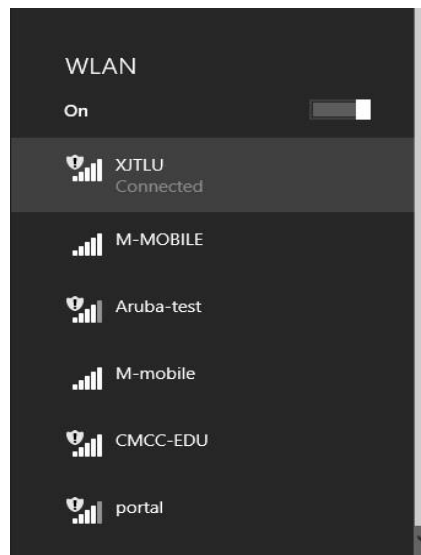 WLAN
On
XJTLU
Connected
M-MOBILE
Aruba-test
M-mobile
CMCC-EDU
portal